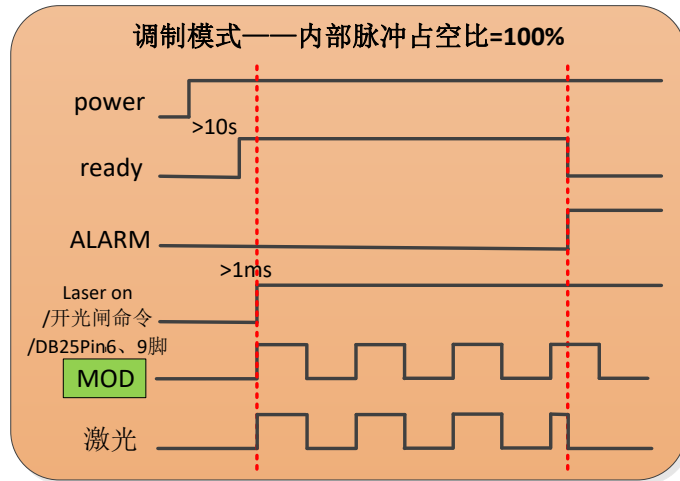 调制模式——内部脉冲占空比=100%
power
>10s
ready
ALARM
>1ms
Laser on
/开光闸命令
/DB25Pin6、9脚
MOD
激光